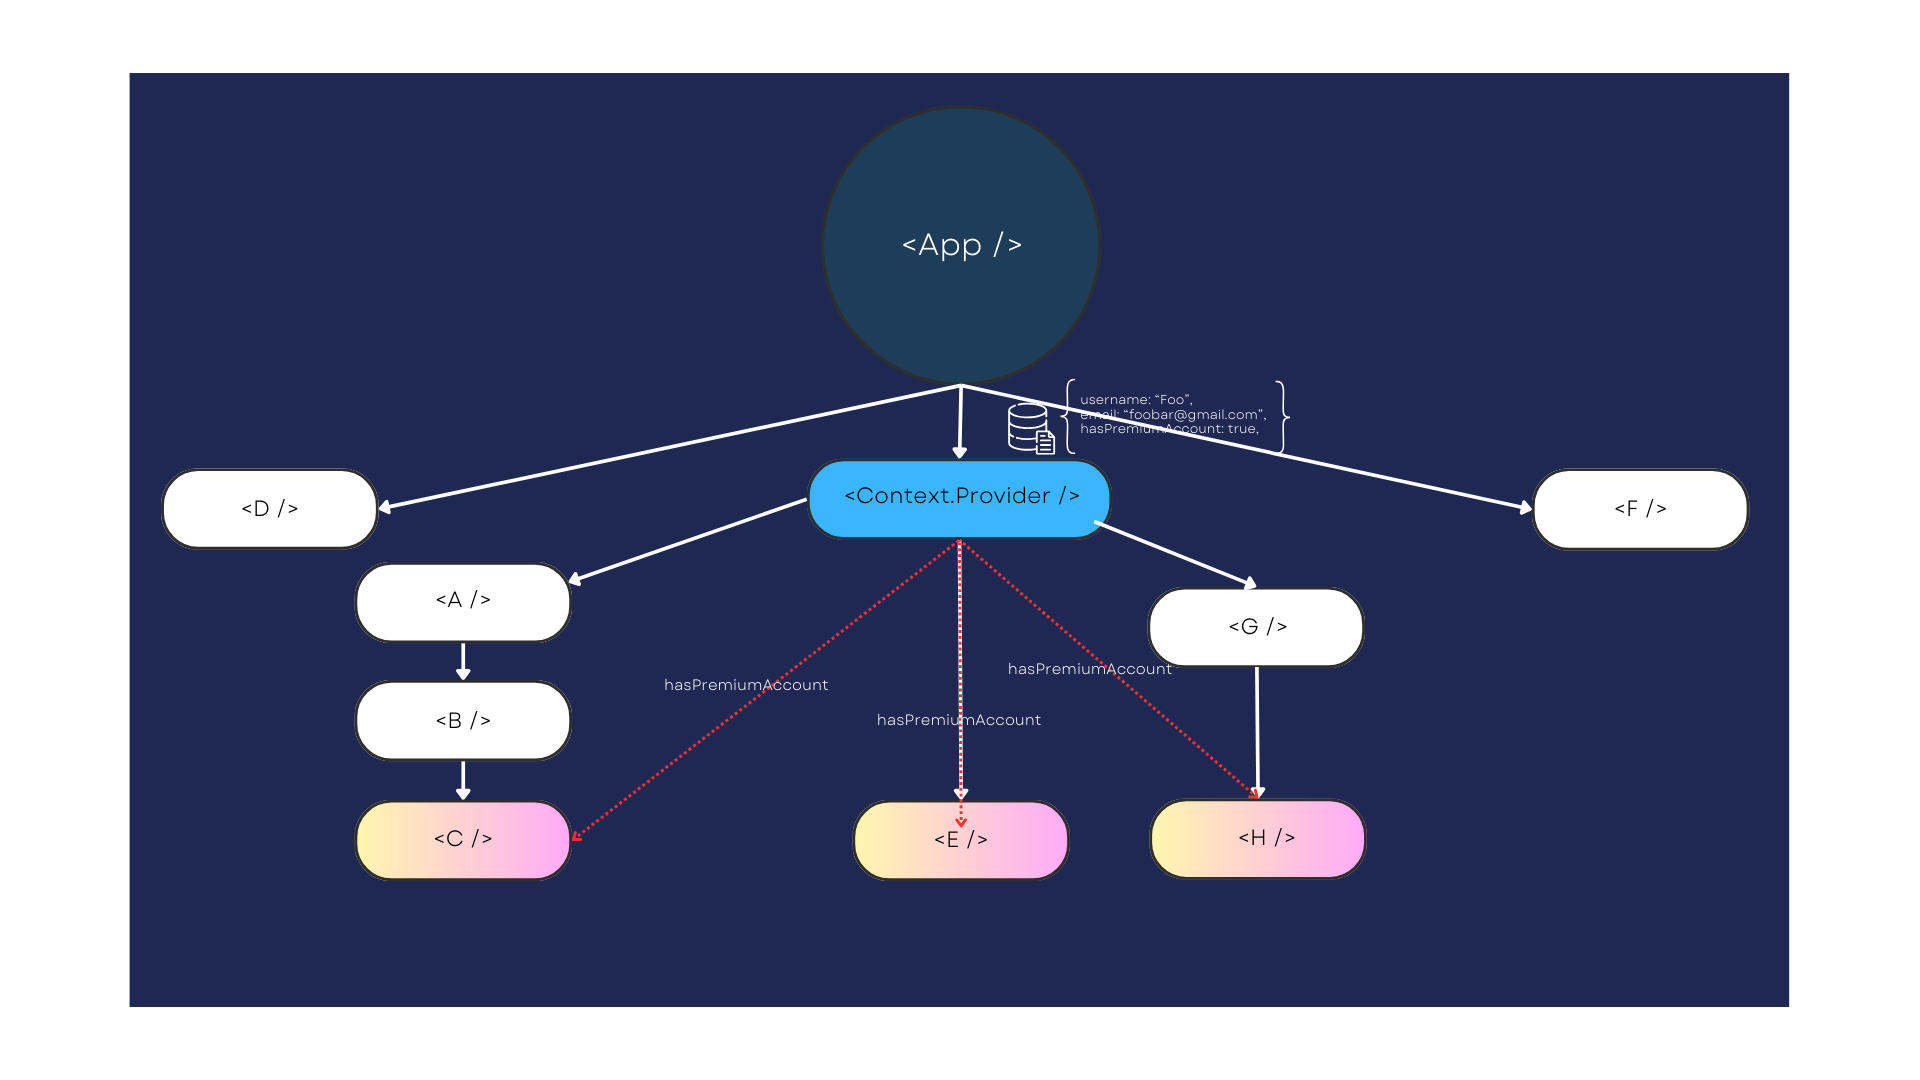 <App />
username: “Foo”,
email: “foobar@gmail.com”,
hasPremiumAccount: true,
<Context.Provider />
<D />
<F />
<A />
<G />
hasPremiumAccount
hasPremiumAccount
<B />
hasPremiumAccount
<C />
<E />
<H />